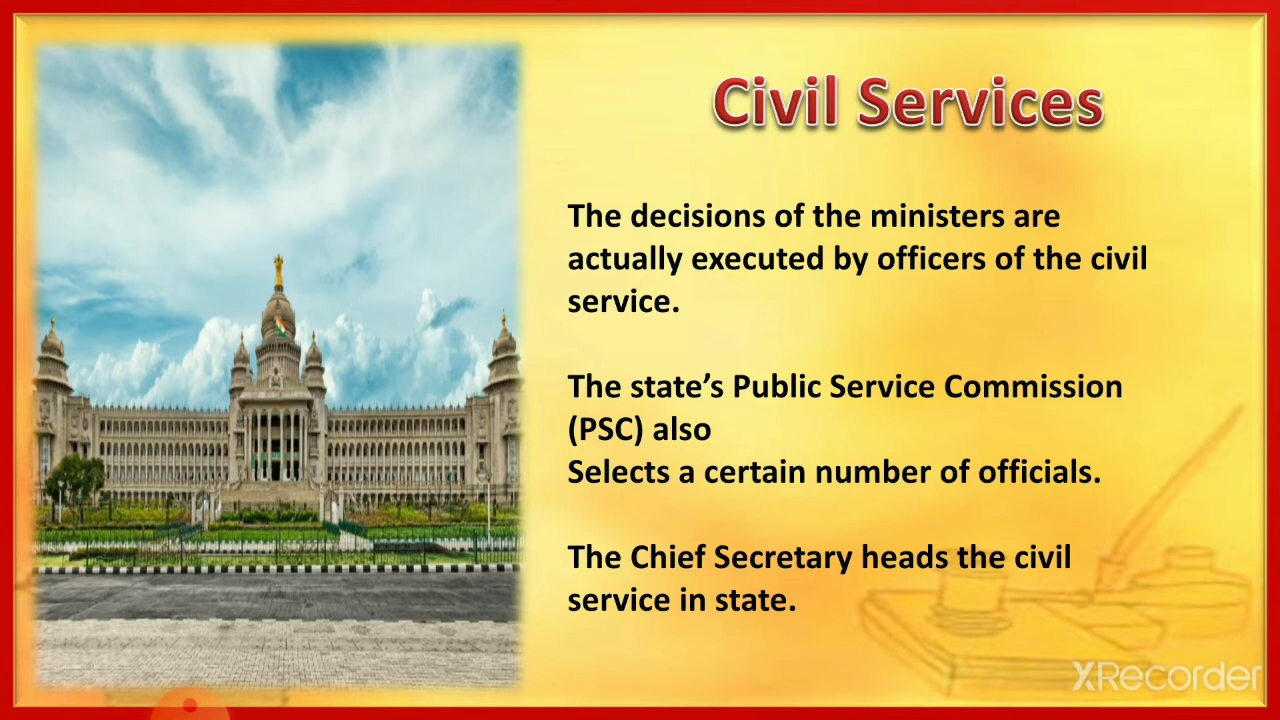 Civil Services
The decisions of the ministers are
actually executed by officers of the civil
service.
The state’s Public Service Commission
(PSC) also
Selects a certain number of officials.
The Chief Secretary heads the civil
service in state.
XRecorder